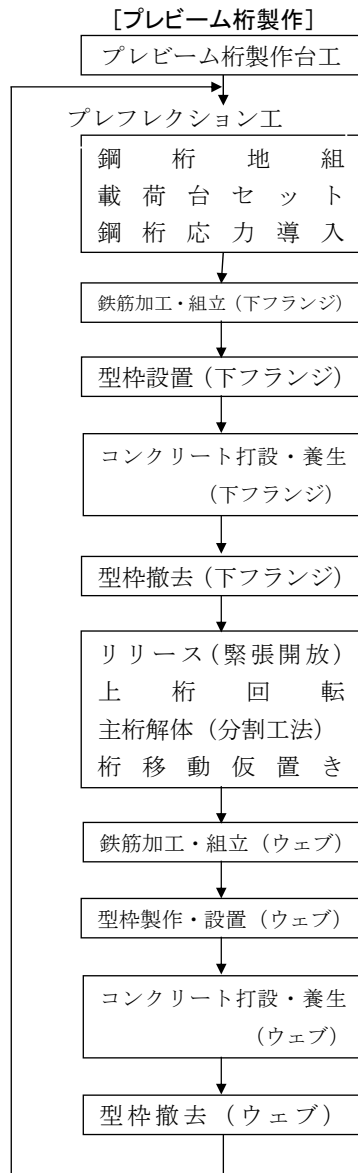 [プレビーム桁製作]
プレビーム桁製作台工
プレフレクション工
鋼桁地組
載荷台セット
鋼桁応力導入
鉄筋加工・組立（下フランジ）
型枠設置（下フランジ）
コンクリート打設・養生
（下フランジ）
型枠撤去（下フランジ）
リリース（緊張開放）
上桁回転
主桁解体（分割工法）
桁移動仮置き
鉄筋加工・組立（ウェブ）
型枠製作・設置（ウェブ）
コンクリート打設・養生
（ウェブ）
型枠撤去（ウェブ）